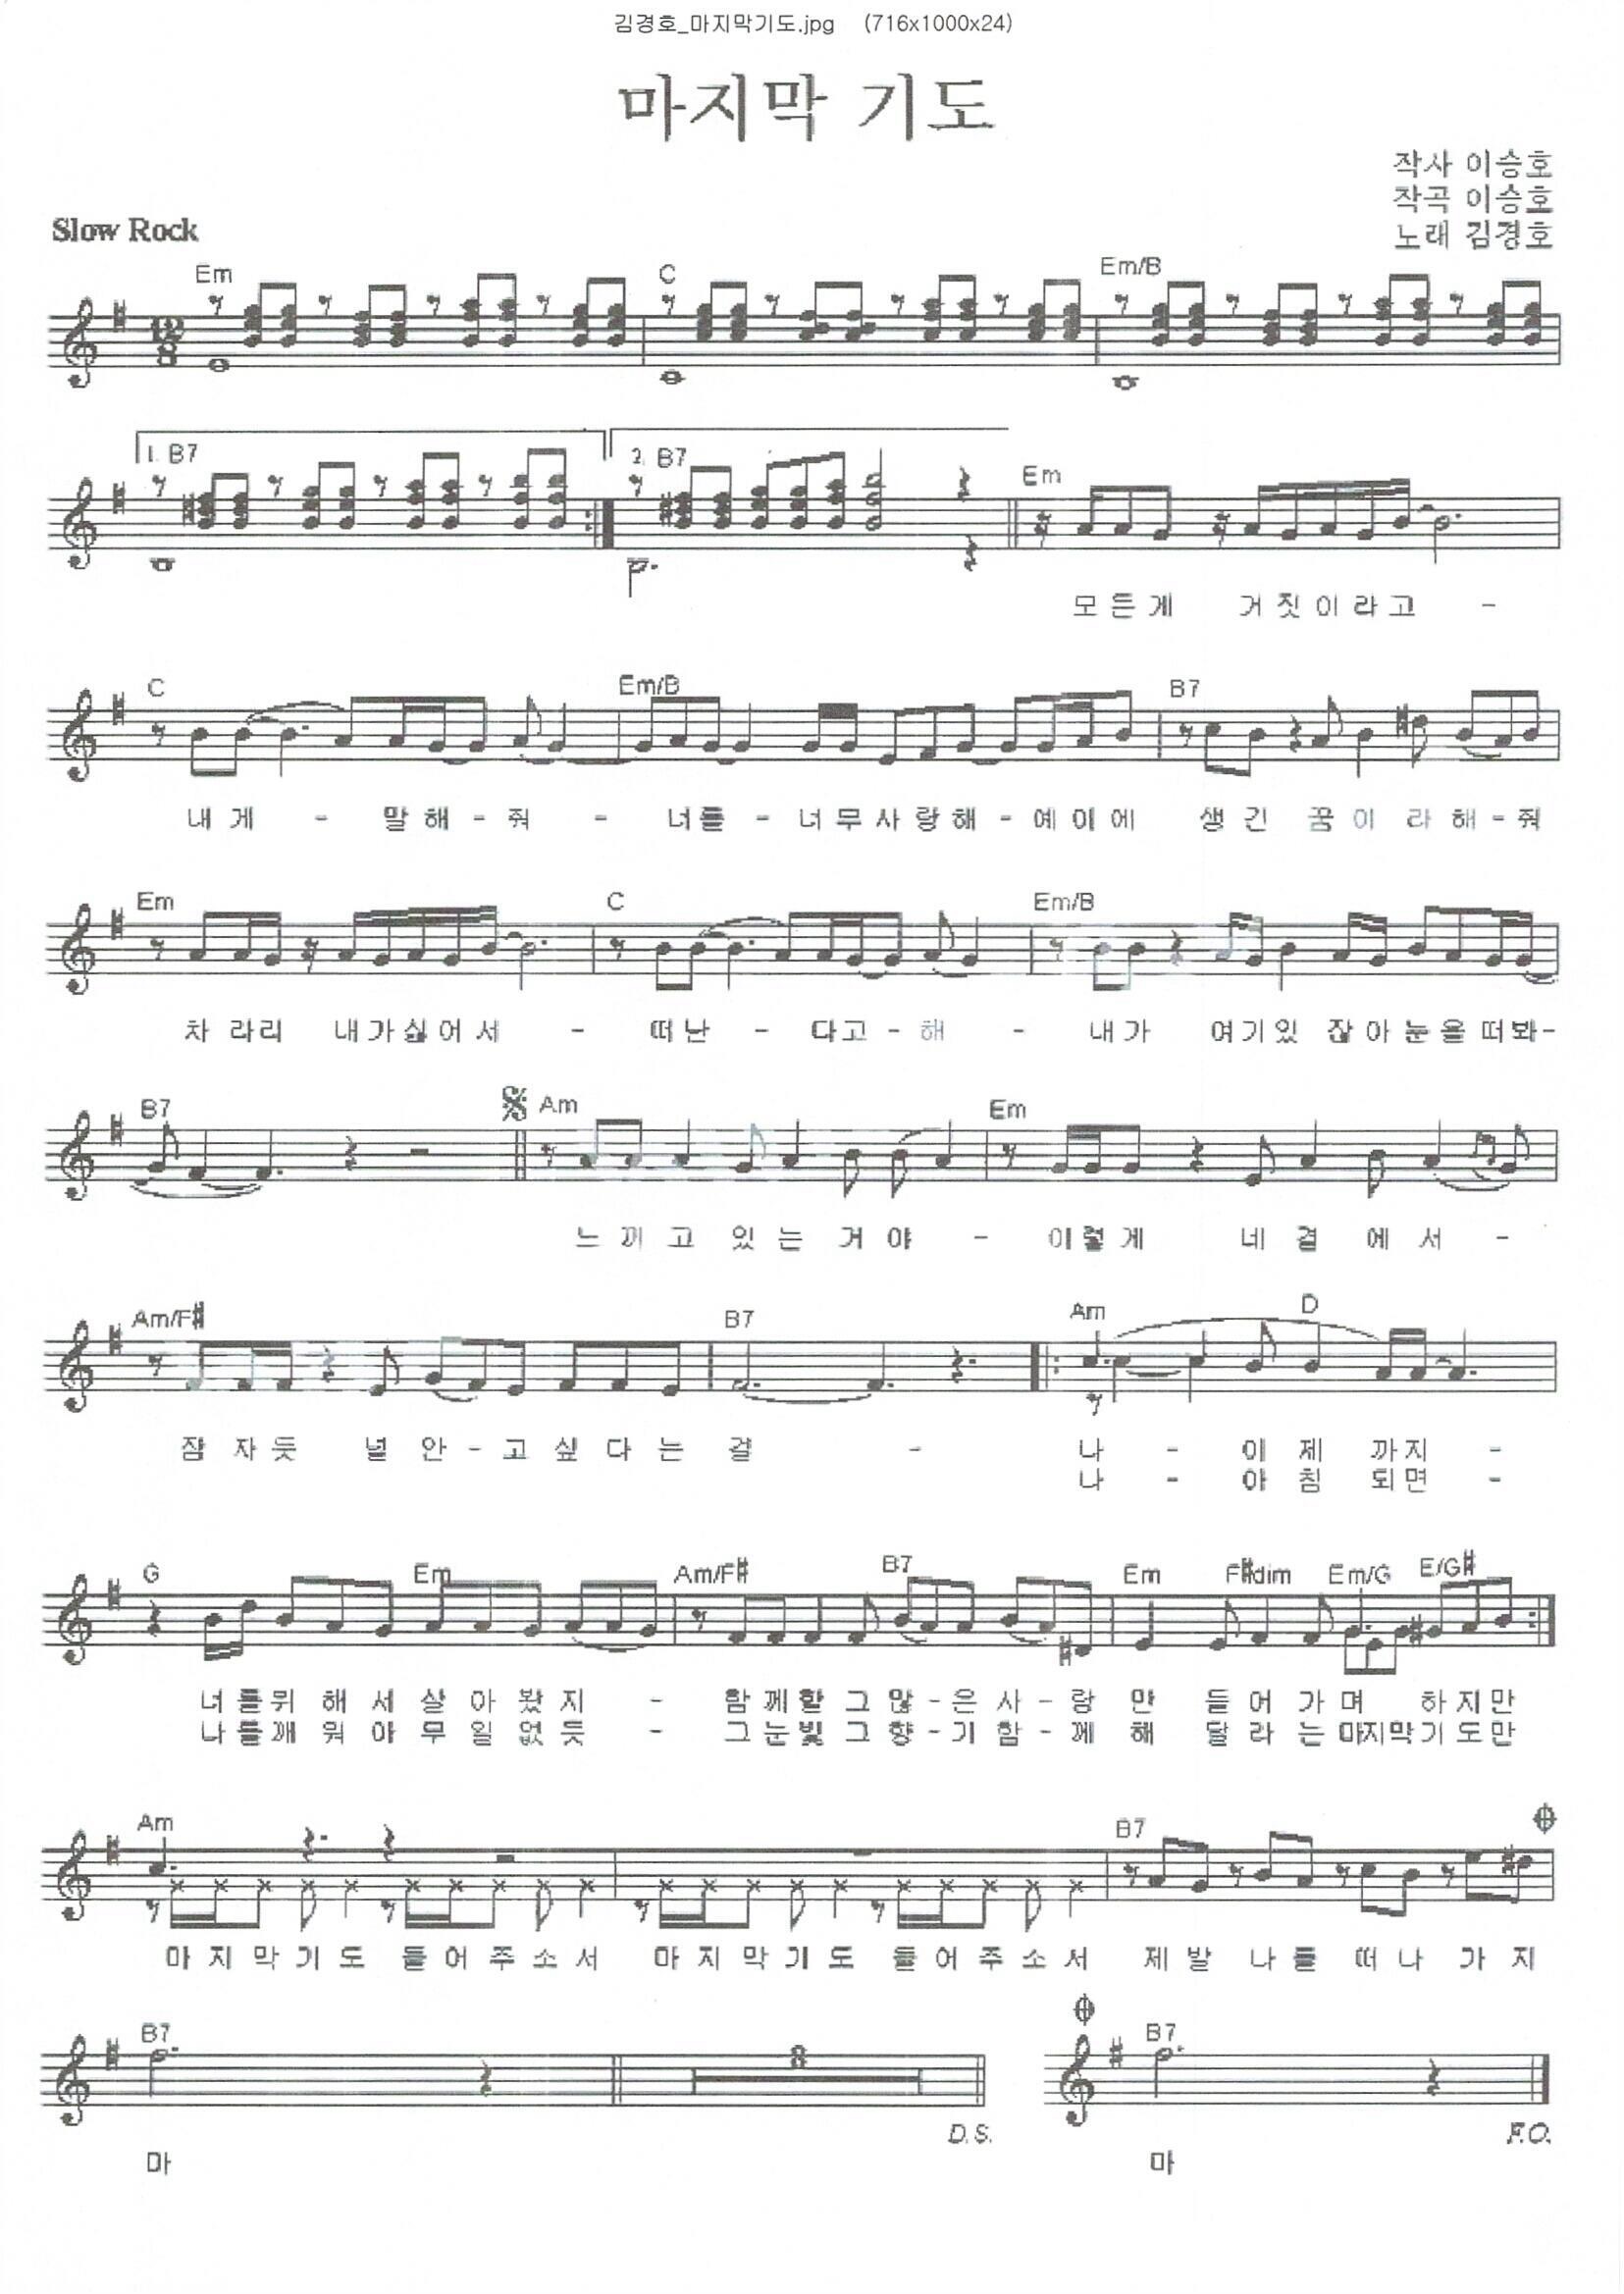 김경호_마지막기도.jpg (716x1000x24)
마지막 기도
작사 이승호
작곡 이승호
Slow Rock
노래 김경호
Em C Em/B
12
8
1. B7 2. B7 Em
모든게 거짓이라고 -
C Em/B B7
내게 - 말해-줘 - 너를 - 너무사랑해-예이에 생긴 꿈이 라해-줘
Em C Em/B
차 라리 내가싫어서 - 떠난 - 다고-해 - 내가 여기있 잖아눈을떠봐-
B7 Am Em
느끼고 있는 거야 - 이렇게 네곁 에서 -
Am/F# B7 Am D
잠자듯 널 안-고싶다는 걸 - 나 - 이제 까지 -
나 - 아침 되면 -
G Em Am/F# B7 Em F#dim Em/G E/G#
너를위해서살아봤지 - 함께할그많-은사-랑 만 들어가며 하지만
나를깨워아무일없듯 - 그눈빛그향-기함-께 해 달라는마지막기도만
Am B7
마지막기도 들어주소서 마지막기도 들어주소서 제발 나를 떠나 가지
B7 8 B7
D.S. F.O.
마 마